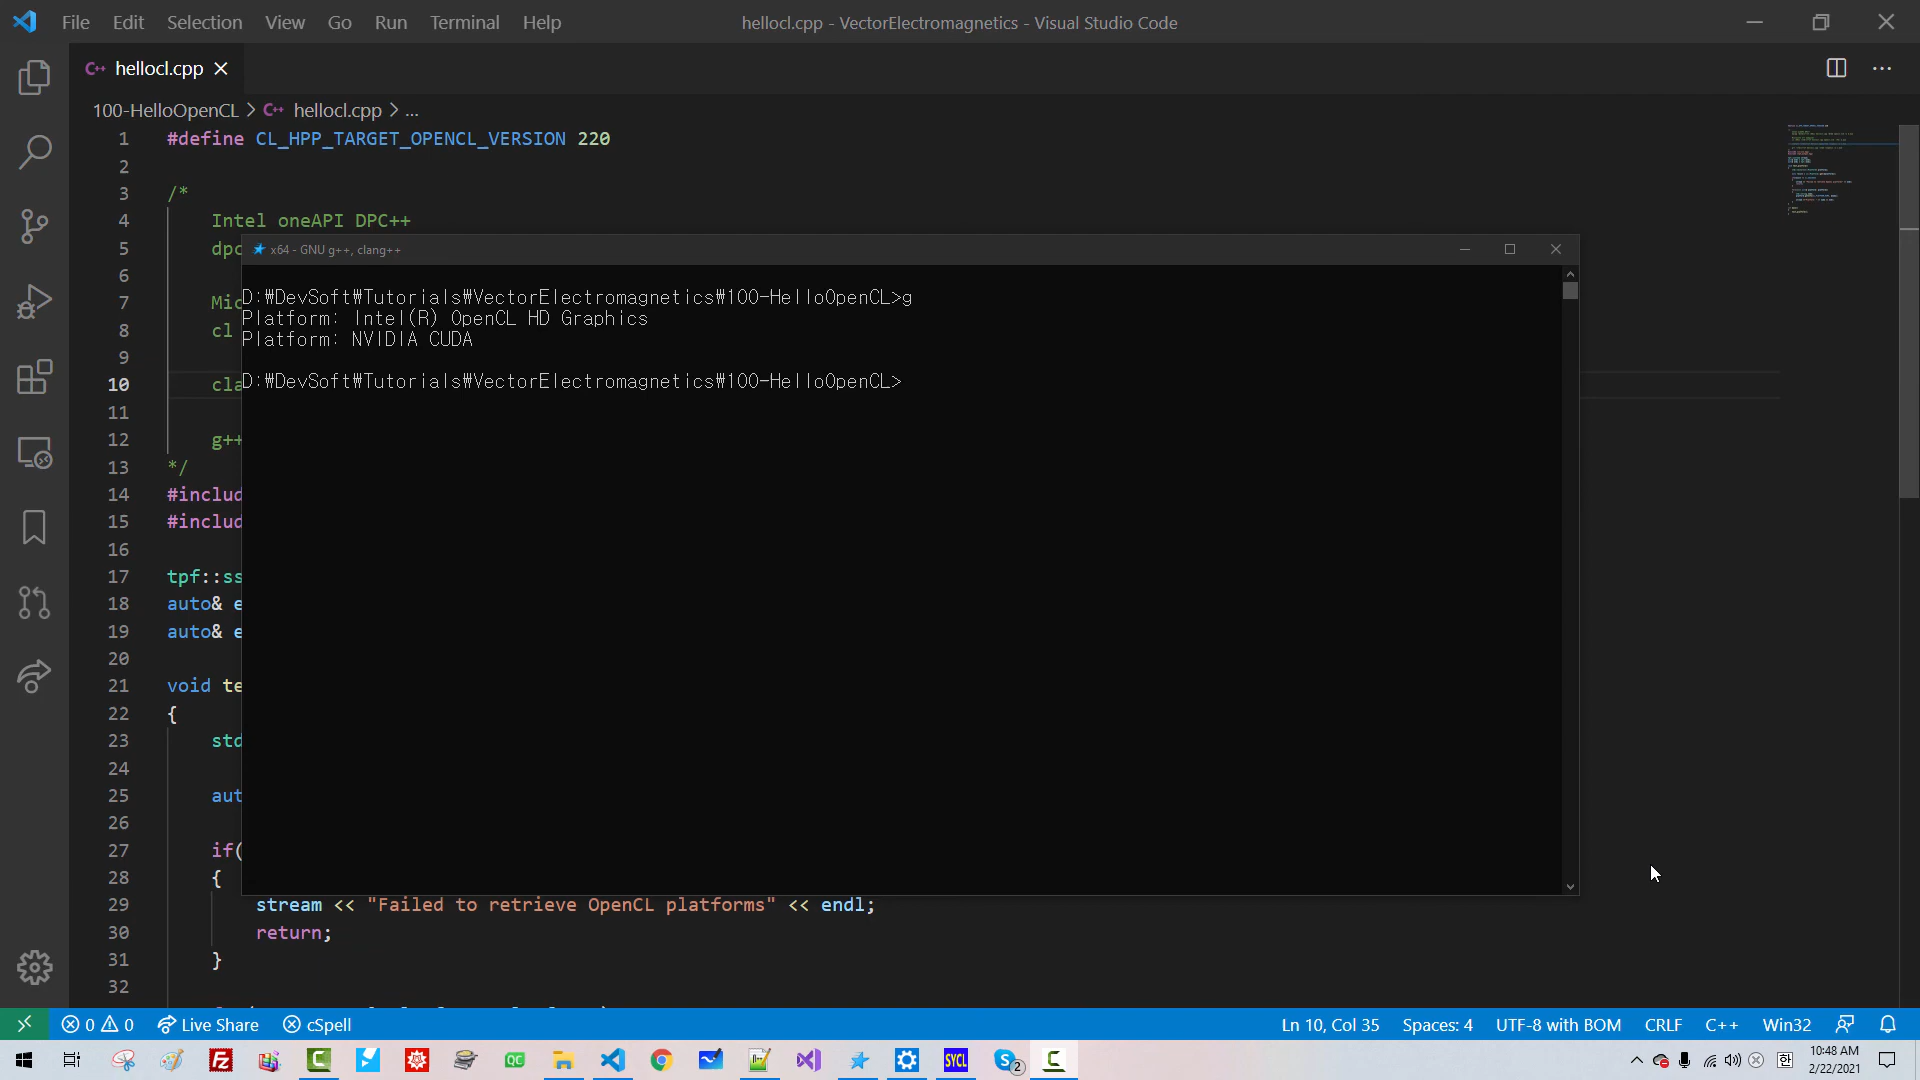 File Edit Selection View Go Run Terminal Help
hellocl.cpp - VectorElectromagnetics - Visual Studio Code
C++ hellocl.cpp
100-HelloOpenCL > C++ hellocl.cpp > ...
1 #define CL_HPP_TARGET_OPENCL_VERSION 220
2
3 /*
4 Intel oneAPI DPC++
5 dpc
6
7 Mic
8 cl
9
10 cla
11
12 g++
13 */
14 #includ
15 #includ
16
17 tpf::ss
18 auto& e
19 auto& e
20
21 void te
22 {
23 std
24
25 aut
26
27 if(
28 {
29 stream << "Failed to retrieve OpenCL platforms" << endl;
30 return;
31 }
32
x64 - GNU g++, clang++
D:₩DevSoft₩Tutorials₩VectorElectromagnetics₩100-HelloOpenCL>g
Platform: Intel(R) OpenCL HD Graphics
Platform: NVIDIA CUDA
D:₩DevSoft₩Tutorials₩VectorElectromagnetics₩100-HelloOpenCL>
0 0 Live Share cSpell
Ln 10, Col 35 Spaces: 4 UTF-8 with BOM CRLF C++ Win32
Fz QC SYCL S 2 C
한 10:48 AM
2/22/2021